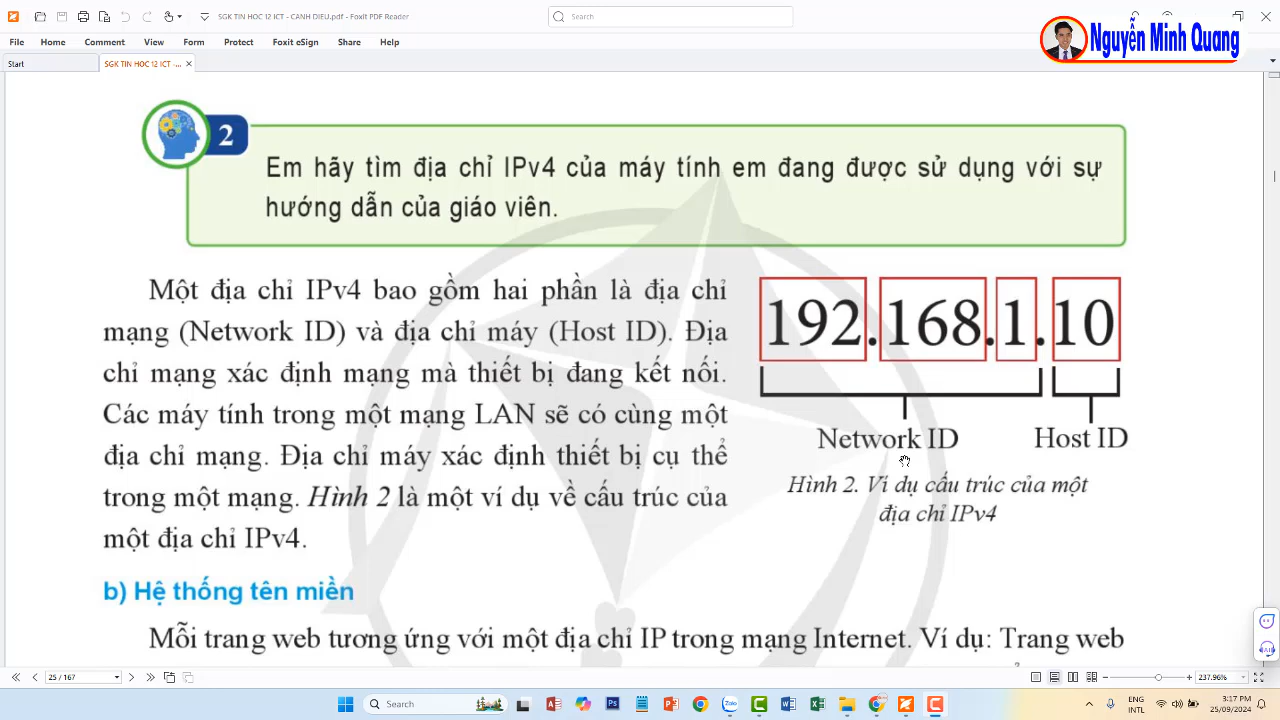 SGK TIN HOC 12 ICT - CANH DIEU.pdf - Foxit PDF Reader
Search
Nguyễn Minh Quang
File Home Comment View Form Protect Foxit eSign Share Help
Start
SGK TIN HOC 12 ICT -...
2
Em hãy tìm địa chỉ IPv4 của máy tính em đang được sử dụng với sự
hướng dẫn của giáo viên.
Một địa chỉ IPv4 bao gồm hai phần là địa chỉ
mạng (Network ID) và địa chỉ máy (Host ID). Địa
chỉ mạng xác định mạng mà thiết bị đang kết nối.
Các máy tính trong một mạng LAN sẽ có cùng một
địa chỉ mạng. Địa chỉ máy xác định thiết bị cụ thể
trong một mạng. Hình 2 là một ví dụ về cấu trúc của
một địa chỉ IPv4.
192.168.1.10
Network ID
Host ID
Hình 2. Ví dụ cấu trúc của một
địa chỉ IPv4
b) Hệ thống tên miền
Mỗi trang web tương ứng với một địa chỉ IP trong mạng Internet. Ví dụ: Trang web
25 / 167
237.96%
Search
INTL
3:17 PM
25/09/2024